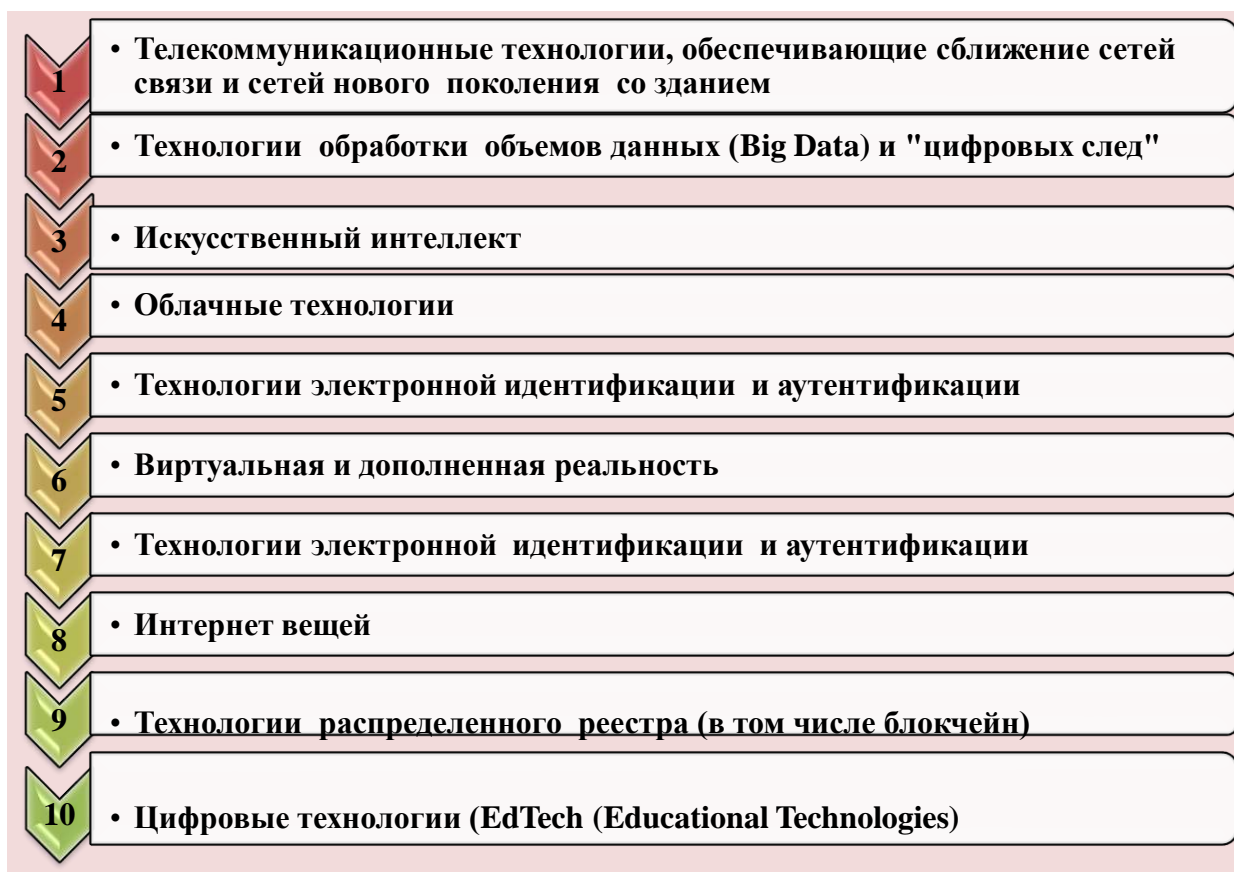 1
• Телекоммуникационные технологии, обеспечивающие сближение сетей
связи и сетей нового поколения со зданием
2
• Технологии обработки объемов данных (Big Data) и "цифровых след"
3
• Искусственный интеллект
4
• Облачные технологии
5
• Технологии электронной идентификации и аутентификации
6
• Виртуальная и дополненная реальность
7
• Технологии электронной идентификации и аутентификации
8
• Интернет вещей
9
• Технологии распределенного реестра (в том числе блокчейн)
10
• Цифровые технологии (EdTech (Educational Technologies)